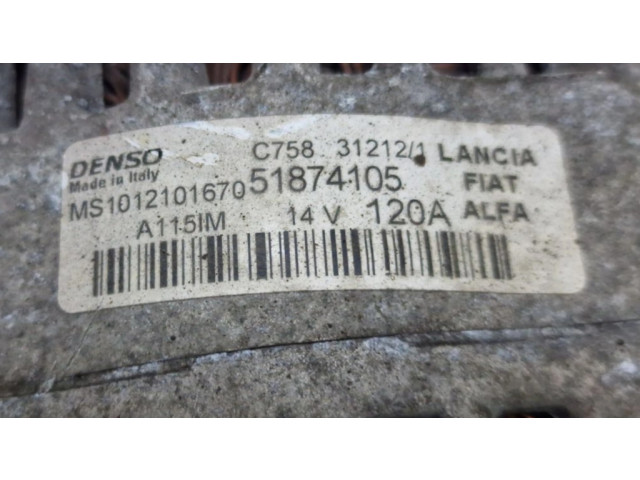 DENSO C758 31212/1 LANCIA
Made in Italy 51874105 FIAT
MS1012101670
A115IM 14 V 120A ALFA